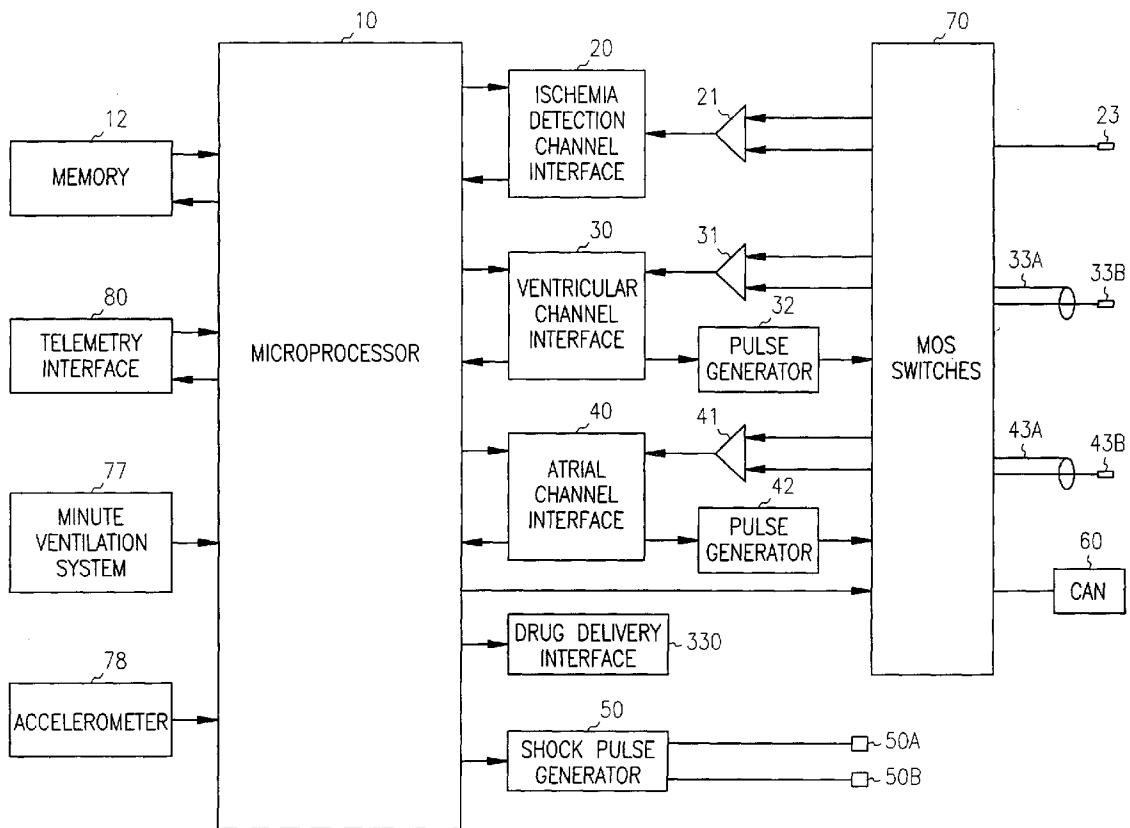 10
70
20
ISCHEMIA
DETECTION
CHANNEL
INTERFACE
21
23
12
MEMORY
30
VENTRICULAR
CHANNEL
INTERFACE
31
33A
33B
80
TELEMETRY
INTERFACE
MICROPROCESSOR
32
PULSE
GENERATOR
MOS
SWITCHES
40
ATRIAL
CHANNEL
INTERFACE
41
43A
43B
77
MINUTE
VENTILATION
SYSTEM
42
PULSE
GENERATOR
60
CAN
DRUG DELIVERY
INTERFACE
330
78
ACCELEROMETER
50
SHOCK PULSE
GENERATOR
50A
50B